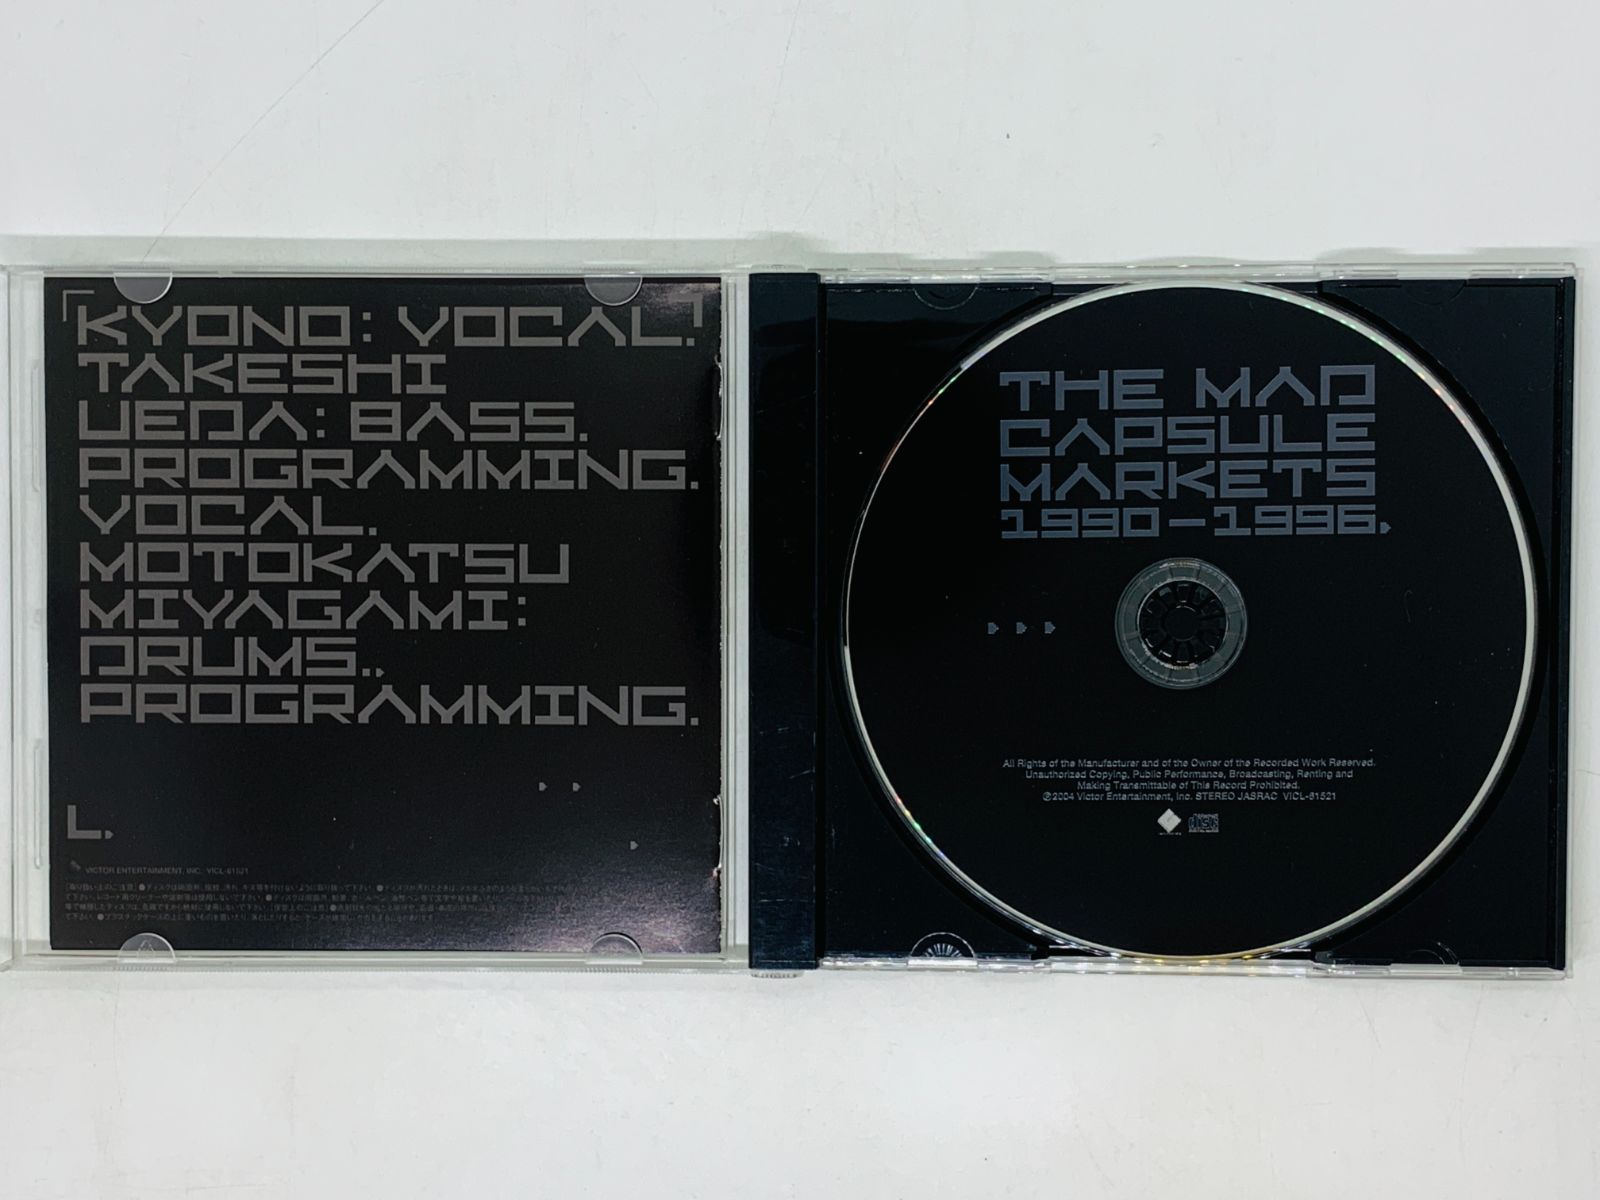 KYONO: VOCAL.
TAKESHI
UEDA: BASS.
PROGRAMMING.
VOCAL.
MOTOKATSU
MIYAGAMI:
DRUMS..
PROGRAMMING.
L.
VICTOR ENTERTAINMENT, INC. VICL-61521
THE MAD
CAPSULE
MARKETS
1990-1996.
All Rights of the Manufacturer and of the Owner of the Recorded Work Reserved.
Unauthorized Copying, Public Performance, Broadcasting, Renting and
Making Transmittable of This Record Prohibited.
℗2004 Victor Entertainment, Inc. STEREO JASRAC VICL-61521
disc